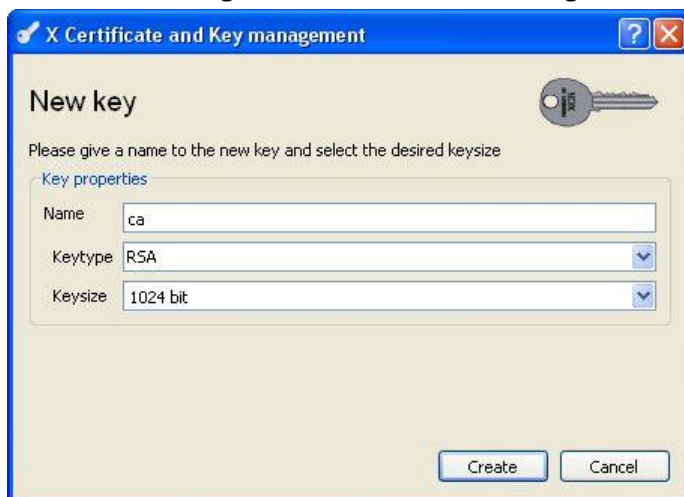 X Certificate and Key management
New key
Please give a name to the new key and select the desired keysize
Key properties
Name ca
Keytype RSA
Keysize 1024 bit
Create Cancel